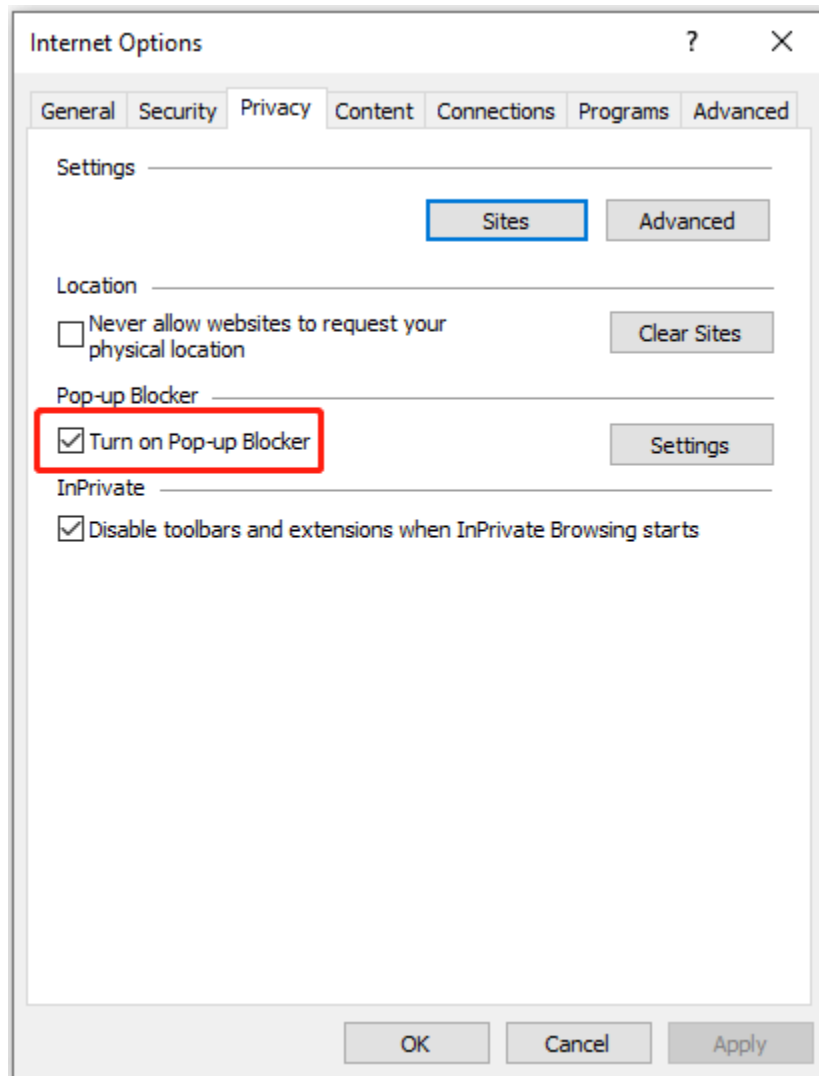 Internet Options ?
General Security Privacy Content Connections Programs Advanced
Settings
Sites Advanced
Location
Never allow websites to request your
physical location
Clear Sites
Pop-up Blocker
Turn on Pop-up Blocker
Settings
InPrivate
Disable toolbars and extensions when InPrivate Browsing starts
OK Cancel Apply